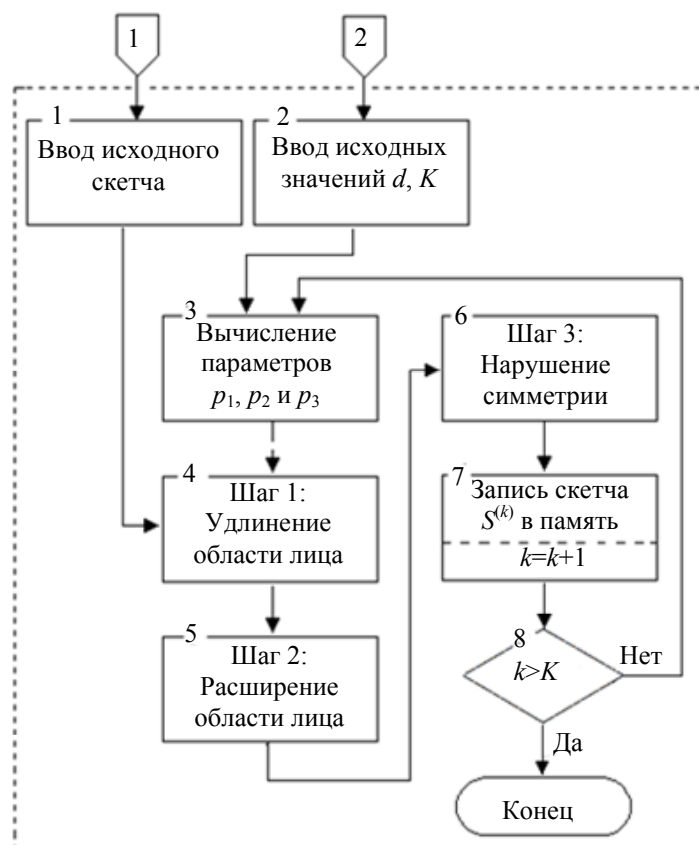 1
2
1
Ввод исходного
скетча
2
Ввод исходных
значений d, K
3
Вычисление
параметров
p₁, p₂ и p₃
4
Шаг 1:
Удлинение
области лица
5
Шаг 2:
Расширение
области лица
6
Шаг 3:
Нарушение
симметрии
7
Запись скетча
S⁽ᵏ⁾ в память
k=k+1
8
k>K
Нет
Да
Конец